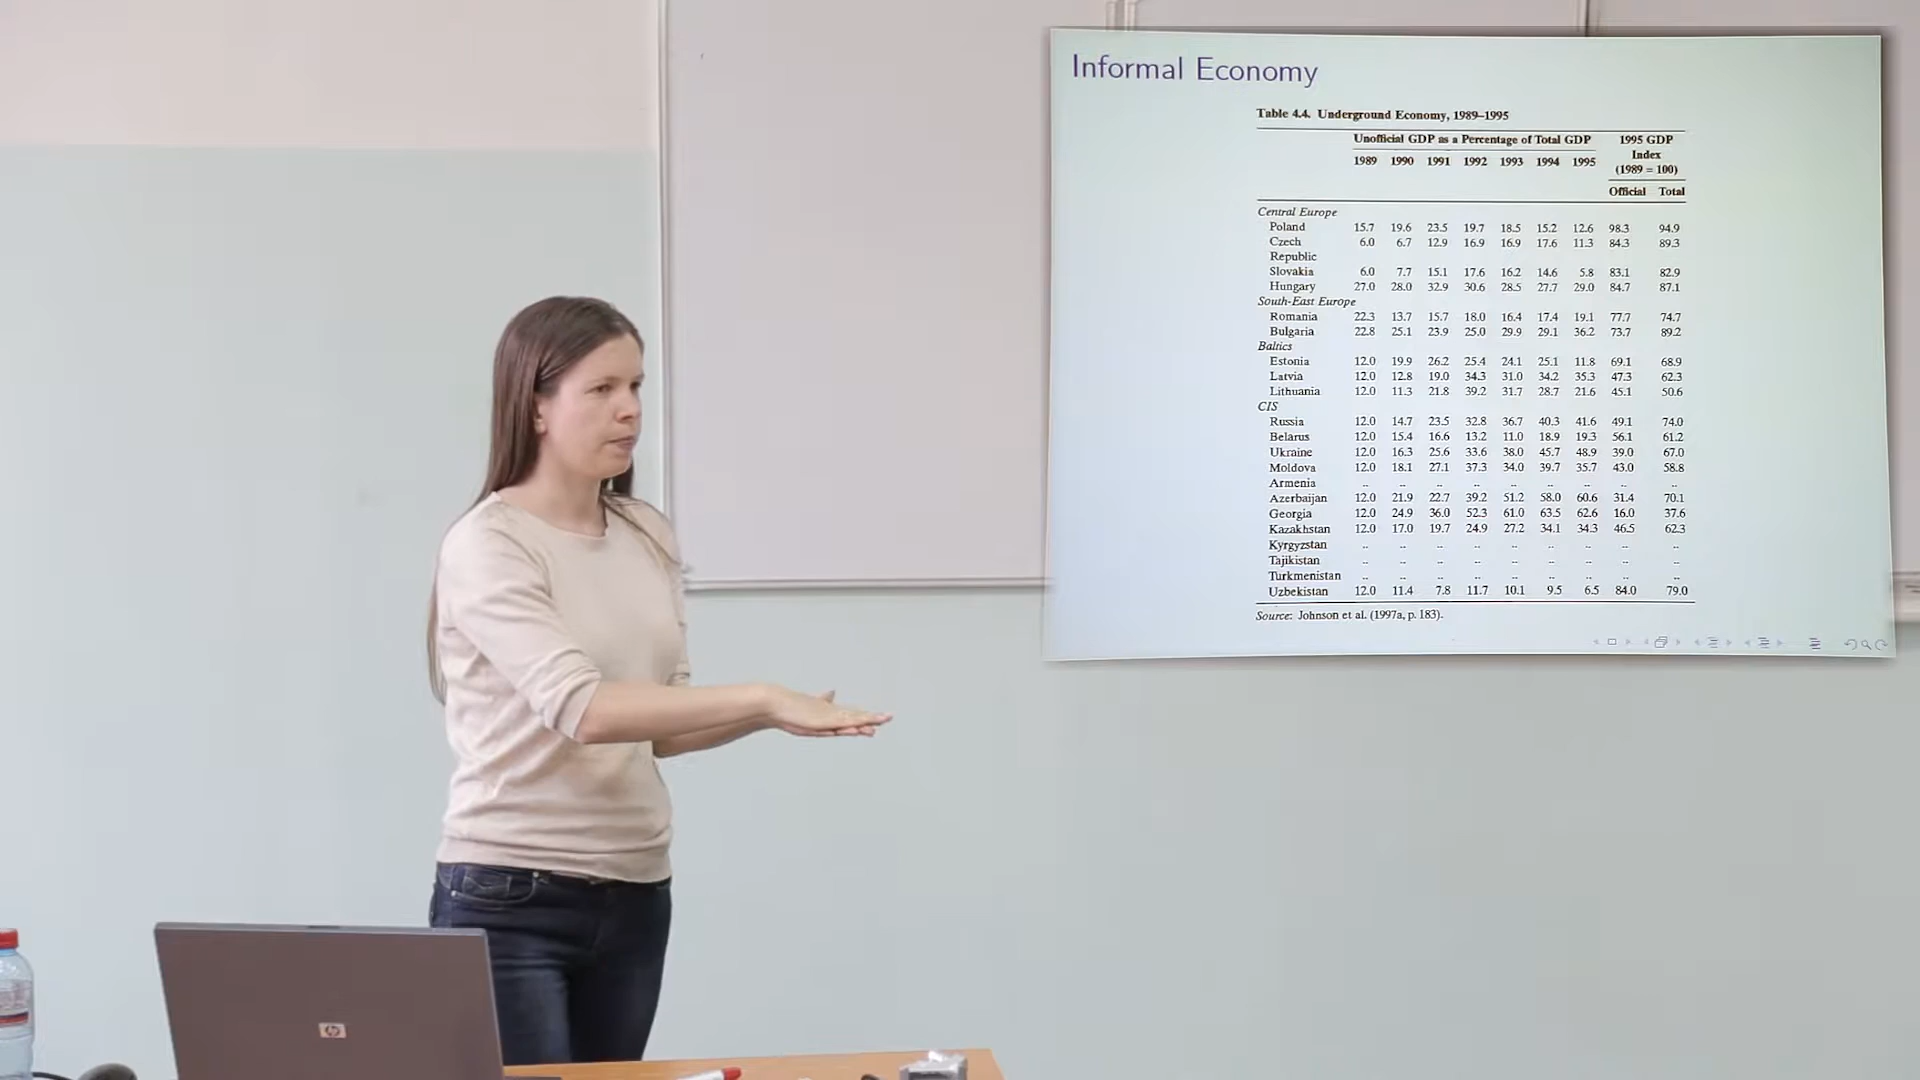 Informal Economy
Table 4.4. Underground Economy, 1989–1995
Unofficial GDP as a Percentage of Total GDP 1995 GDP
Index
1989 1990 1991 1992 1993 1994 1995 (1989 = 100)
Official Total
Central Europe
Poland 15.7 19.6 23.5 19.7 18.5 15.2 12.6 98.3 94.9
Czech 6.0 6.7 12.9 16.9 16.9 17.6 11.3 84.3 89.3
Republic
Slovakia 6.0 7.7 15.1 17.6 16.2 14.6 5.8 83.1 82.9
Hungary 27.0 28.0 32.9 30.6 28.5 27.7 29.0 84.7 87.1
South-East Europe
Romania 22.3 13.7 15.7 18.0 16.4 17.4 19.1 77.7 74.7
Bulgaria 22.8 25.1 23.9 25.0 29.9 29.1 36.2 73.7 89.2
Baltics
Estonia 12.0 19.9 26.2 25.4 24.1 25.1 11.8 69.1 68.9
Latvia 12.0 12.8 19.0 34.3 31.0 34.2 35.3 47.3 62.3
Lithuania 12.0 11.3 21.8 39.2 31.7 28.7 21.6 45.1 50.6
CIS
Russia 12.0 14.7 23.5 32.8 36.7 40.3 41.6 49.1 74.0
Belarus 12.0 15.4 16.6 13.2 11.0 18.9 19.3 56.1 61.2
Ukraine 12.0 16.3 25.6 33.6 38.0 45.7 48.9 39.0 67.0
Moldova 12.0 18.1 27.1 37.3 34.0 39.7 35.7 43.0 58.8
Armenia .. .. .. .. .. .. .. .. ..
Azerbaijan 12.0 21.9 22.7 39.2 51.2 58.0 60.6 31.4 70.1
Georgia 12.0 24.9 36.0 52.3 61.0 63.5 62.6 16.0 37.6
Kazakhstan 12.0 17.0 19.7 24.9 27.2 34.1 34.3 46.5 62.3
Kyrgyzstan .. .. .. .. .. .. .. .. ..
Tajikistan .. .. .. .. .. .. .. .. ..
Turkmenistan .. .. .. .. .. .. .. .. ..
Uzbekistan 12.0 11.4 7.8 11.7 10.1 9.5 6.5 84.0 79.0
Source: Johnson et al. (1997a, p. 183).
hp